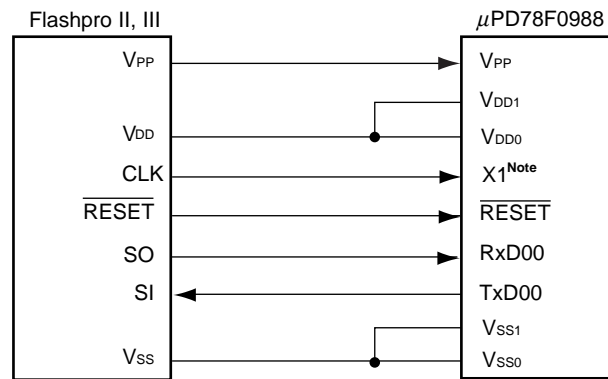 Flashpro II, III
VPP
VDD
CLK
RESET
SO
SI
VSS
μPD78F0988
VPP
VDD1
VDD0
X1Note
RESET
RxD00
TxD00
VSS1
VSS0